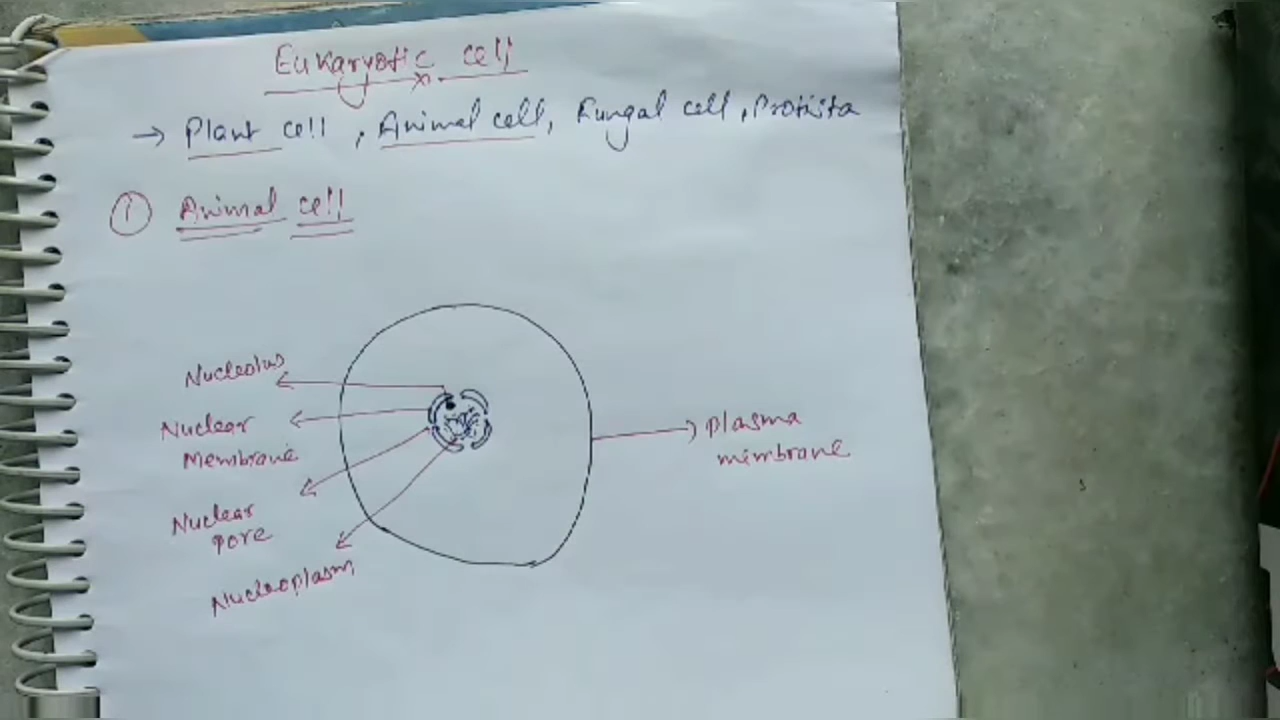 Eukaryotic cell
→ Plant cell, Animal cell, Fungal cell, Protista
① Animal cell
Nucleolus
Nuclear
Membrane
Nuclear
pore
Nucleoplasm
plasma
membrane